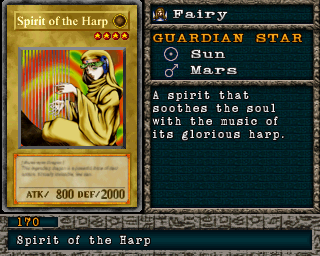 Spirit of the Harp
ATK/ 800 DEF/2000
Fairy
GUARDIAN STAR
Sun
Mars
A spirit that
soothes the soul
with the music of
its glorious harp.
170
Spirit of the Harp